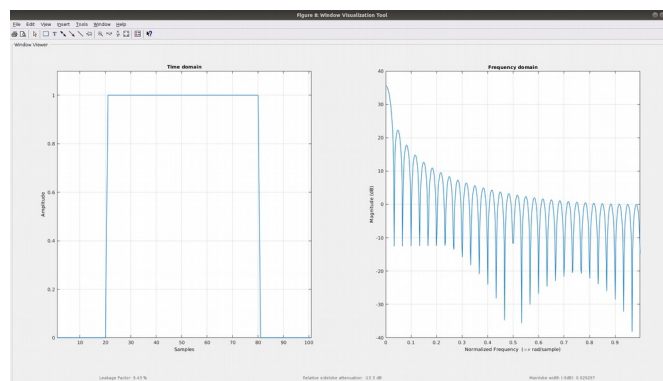 Figure 8: Window Visualization Tool
File Edit View Insert Tools Window Help
Window Viewer
Time domain
1
0.8
0.6
0.4
0.2
0
Amplitude
10 20 30 40 50 60 70 80 90 100
Samples
Frequency domain
40
30
20
10
0
-10
-20
-30
-40
Magnitude (dB)
0 0.1 0.2 0.3 0.4 0.5 0.6 0.7 0.8 0.9
Normalized Frequency (×π rad/sample)
Leakage Factor: 9.43 %
Relative sidelobe attenuation: -13.3 dB
Mainlobe width (-3dB): 0.029297